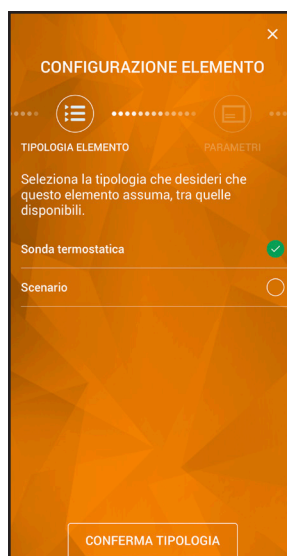 CONFIGURAZIONE ELEMENTO
TIPOLOGIA ELEMENTO
PARAMETRI
Seleziona la tipologia che desideri che
questo elemento assuma, tra quelle
disponibili.
Sonda termostatica
Scenario
CONFERMA TIPOLOGIA